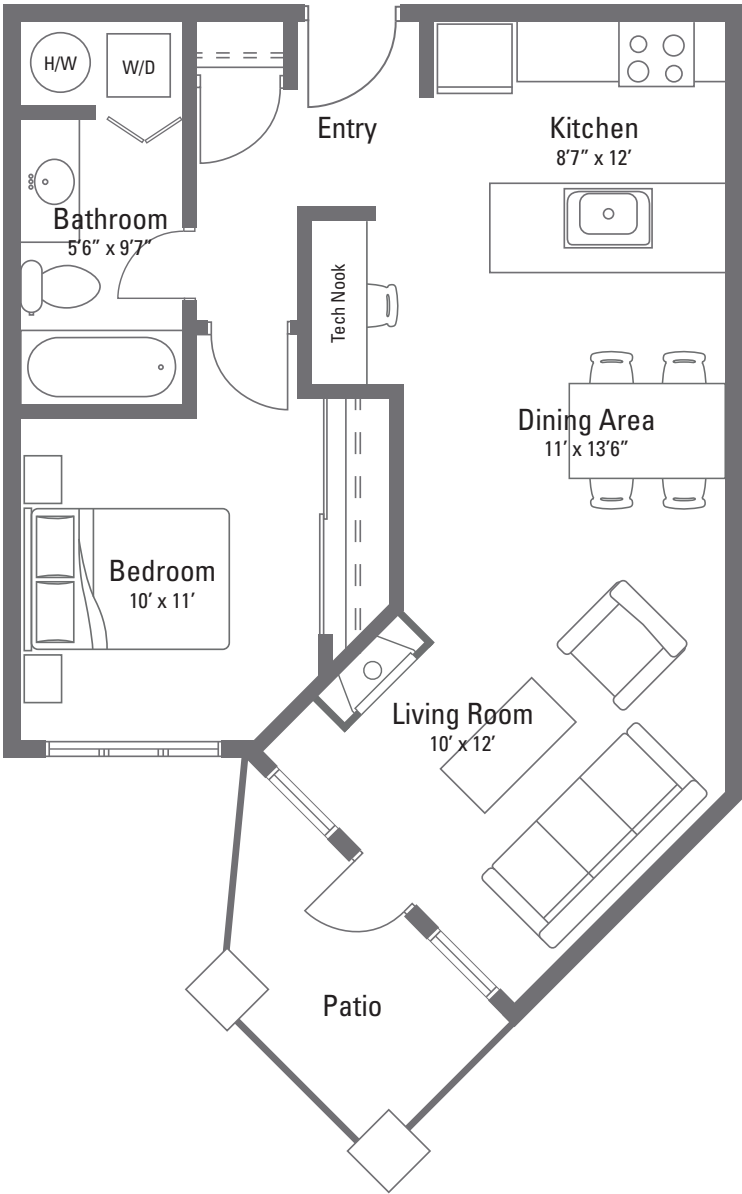 H/W
W/D
Entry
Kitchen
8′7″ x 12′
Bathroom
5′6″ x 9′7″
Tech Nook
Dining Area
11′ x 13′6″
Bedroom
10′ x 11′
Living Room
10′ x 12′
Patio